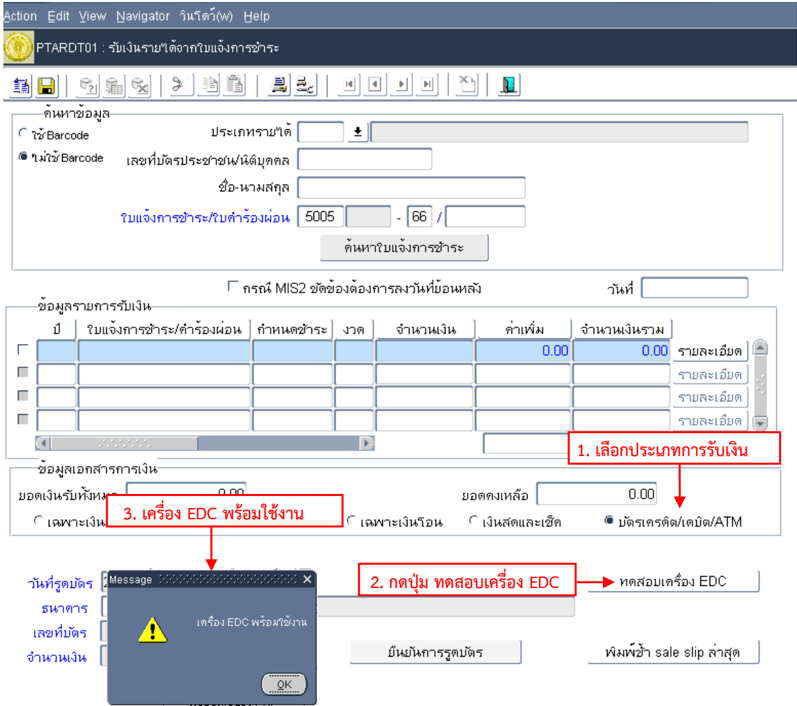 Action Edit View Navigator วินโดว์(w) Help
PTARDT01 : รับเงินรายได้จากใบแจ้งการชำระ
ค้นหาข้อมูล
ใช้ Barcode
ประเภทรายได้
ไม่ใช้ Barcode
เลขที่บัตรประชาชน/นิติบุคคล
ชื่อ-นามสกุล
ใบแจ้งการชำระ/ใบคำร้องผ่อน 5005 - 66 /
ค้นหาใบแจ้งการชำระ
กรณี MIS2 ขัดข้องต้องการลงวันที่ย้อนหลัง วันที่
ข้อมูลรายการรับเงิน
ปี ใบแจ้งการชำระ/คำร้องผ่อน กำหนดชำระ งวด จำนวนเงิน ค่าเพิ่ม จำนวนเงินรวม
0.00 0.00 รายละเอียด
รายละเอียด
รายละเอียด
รายละเอียด
1. เลือกประเภทการรับเงิน
ข้อมูลเอกสารการเงิน
ยอดเงินรับทั้งหมด 0.00 ยอดคงเหลือ 0.00
3. เครื่อง EDC พร้อมใช้งาน
เฉพาะเงิน เฉพาะเงินโอน เงินสดและเช็ค บัตรเครดิต/เดบิต/ATM
วันที่รูดบัตร
Message
2. กดปุ่ม ทดสอบเครื่อง EDC
ทดสอบเครื่อง EDC
ธนาคาร
เครื่อง EDC พร้อมใช้งาน
เลขที่บัตร
จำนวนเงิน
ยืนยันการรูดบัตร
พิมพ์ซ้ำ sale slip ล่าสุด
OK